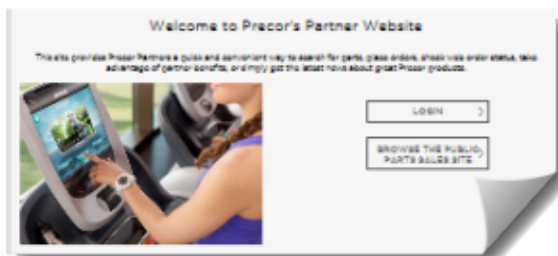 Welcome to Precor's Partner Website
This site provides Precor Partners a quick and convenient way to search for parts, place orders, check web order status, take
advantage of partner benefits, or simply get the latest news about great Precor products.
LOGIN
BROWSE THE PUBLIC
PARTS SALES SITE